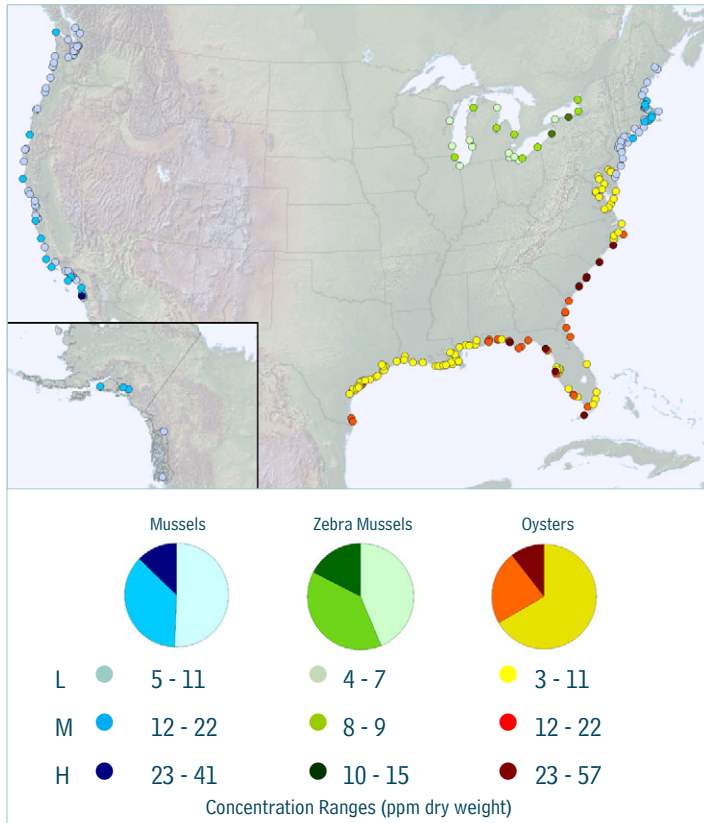 Mussels Zebra Mussels Oysters
L 5 - 11 4 - 7 3 - 11
M 12 - 22 8 - 9 12 - 22
H 23 - 41 10 - 15 23 - 57
Concentration Ranges (ppm dry weight)